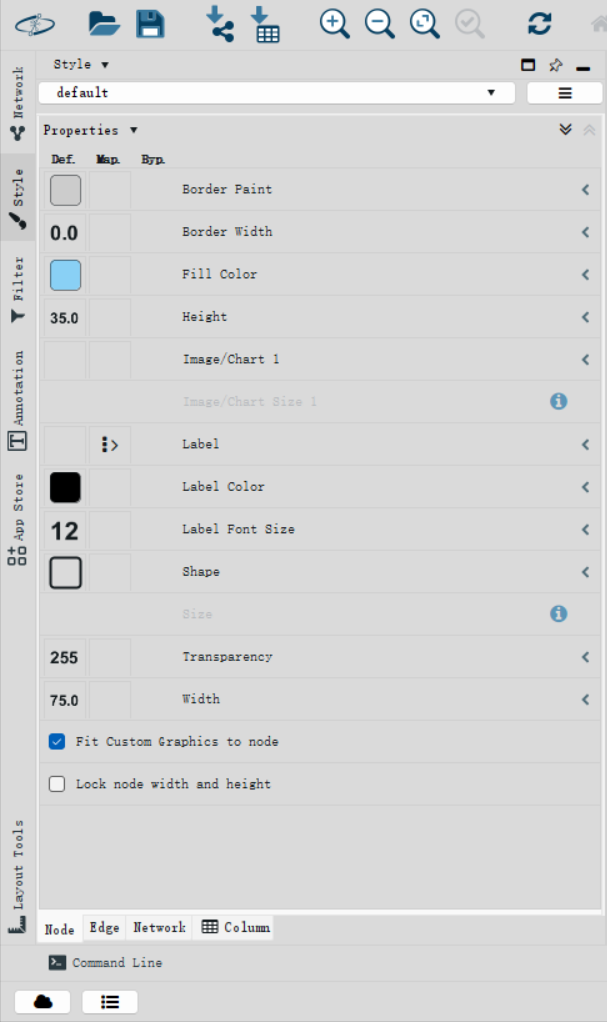 Style ▼
default ▼
Network
Properties ▼
Def. Map. Byp.
Border Paint
Style
0.0 Border Width
Fill Color
Filter
35.0 Height
Image/Chart 1
Annotation
Image/Chart Size 1
Label
Label Color
App Store
12 Label Font Size
Shape
Size
255 Transparency
75.0 Width
Fit Custom Graphics to node
Lock node width and height
Layout Tools
Node Edge Network Column
Command Line